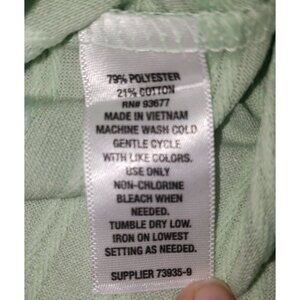 79% POLYESTER
21% COTTON
RN# 93677
MADE IN VIETNAM
MACHINE WASH COLD
GENTLE CYCLE
WITH LIKE COLORS.
USE ONLY
NON-CHLORINE
BLEACH WHEN
NEEDED.
TUMBLE DRY LOW.
IRON ON LOWEST
SETTING AS NEEDED.
SUPPLIER 73935-9